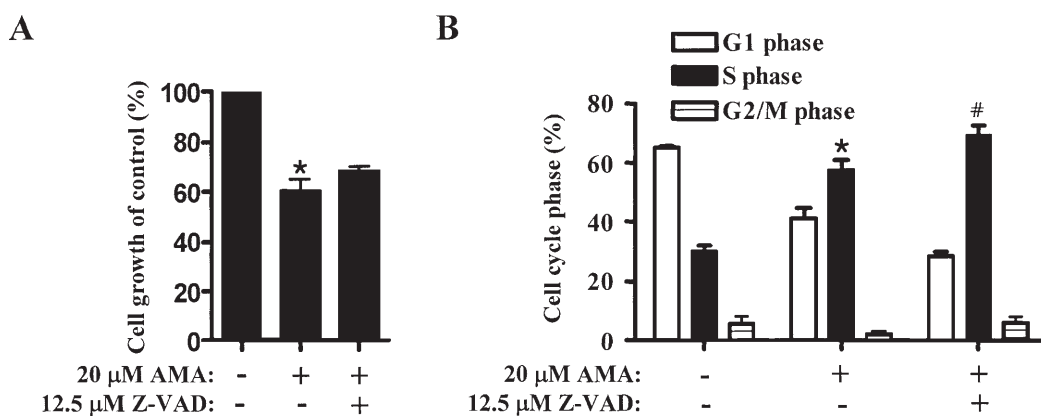 A
Cell growth of control (%)
100
80
60
40
20
0
20 μM AMA: - + +
12.5 μM Z-VAD: - - +
*
B
G1 phase
S phase
G2/M phase
Cell cycle phase (%)
80
60
40
20
0
*
#
20 μM AMA: - + +
12.5 μM Z-VAD: - - +